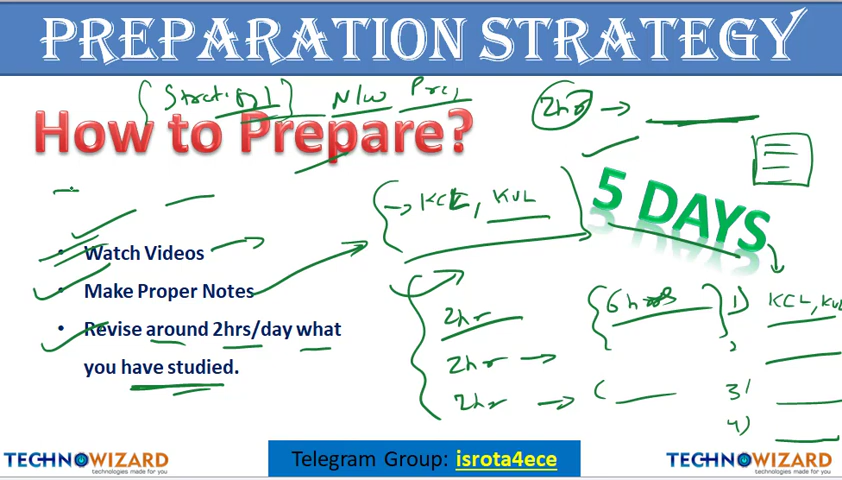 PREPARATION STRATEGY
{ Strategy 1 } N/W
2hr →
How to Prepare?
5 DAYS
→ KCL, KVL
• Watch Videos
• Make Proper Notes
• Revise around 2hrs/day what
you have studied.
2hr
2hr →
2hr →
1) KCL, KVL
3)
4)
TECHNOWIZARD
technologies made for you
Telegram Group: isrota4ece
TECHNOWIZARD
technologies made for you